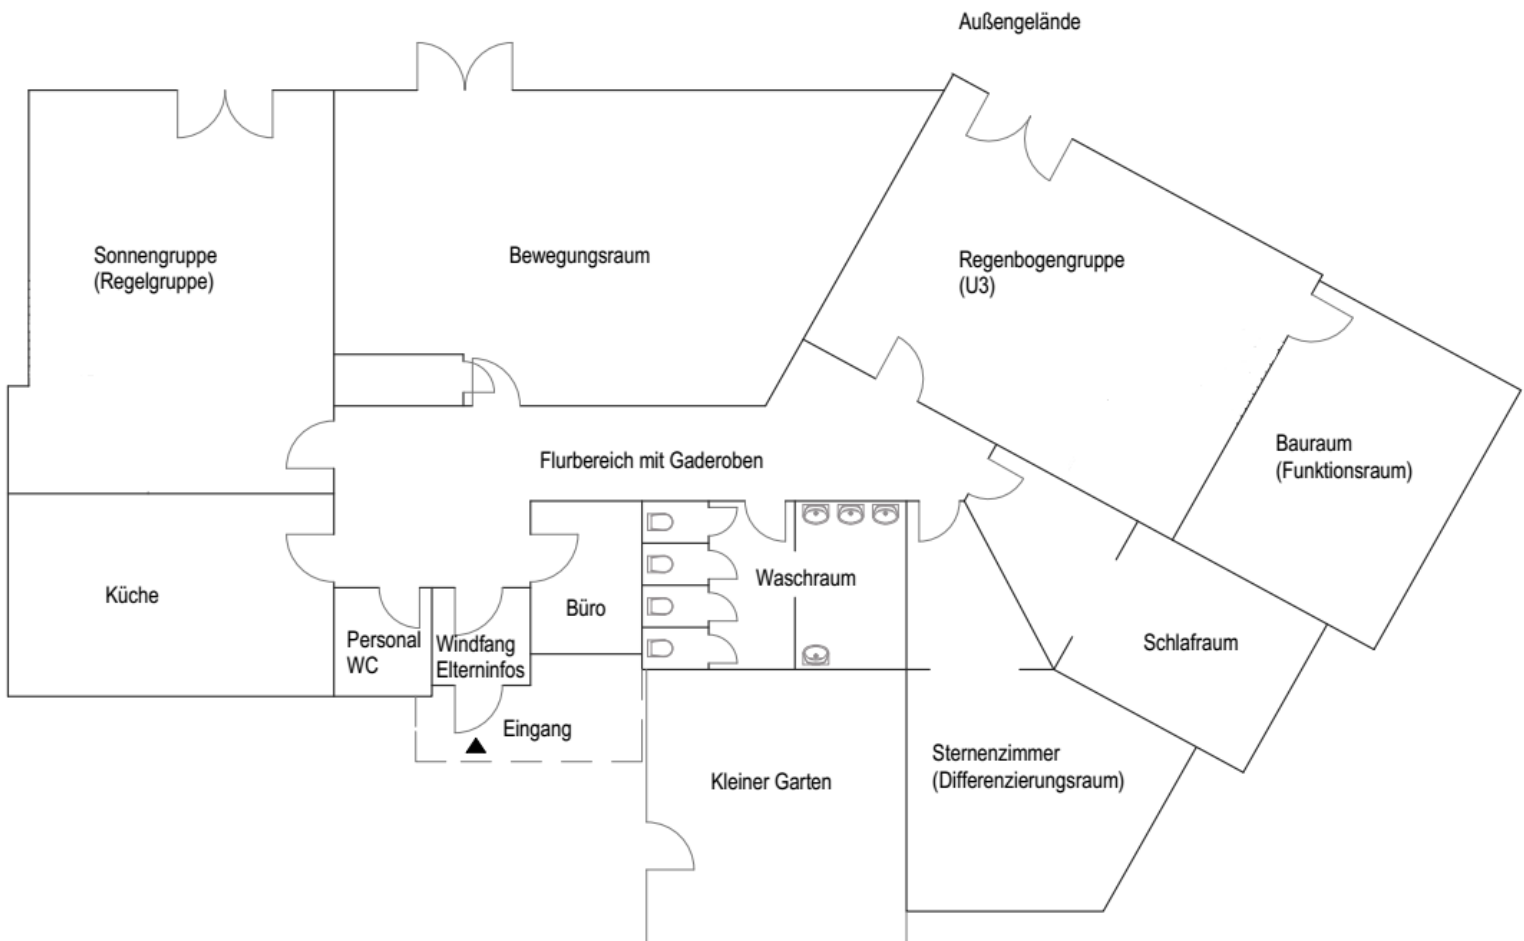 Außengelände
Sonnengruppe
(Regelgruppe)
Bewegungsraum
Regenbogengruppe
(U3)
Bauraum
(Funktionsraum)
Flurbereich mit Gaderoben
Küche
Personal
WC
Windfang
Elterninfos
Büro
Waschraum
Schlafraum
Eingang
Kleiner Garten
Sternenzimmer
(Differenzierungsraum)